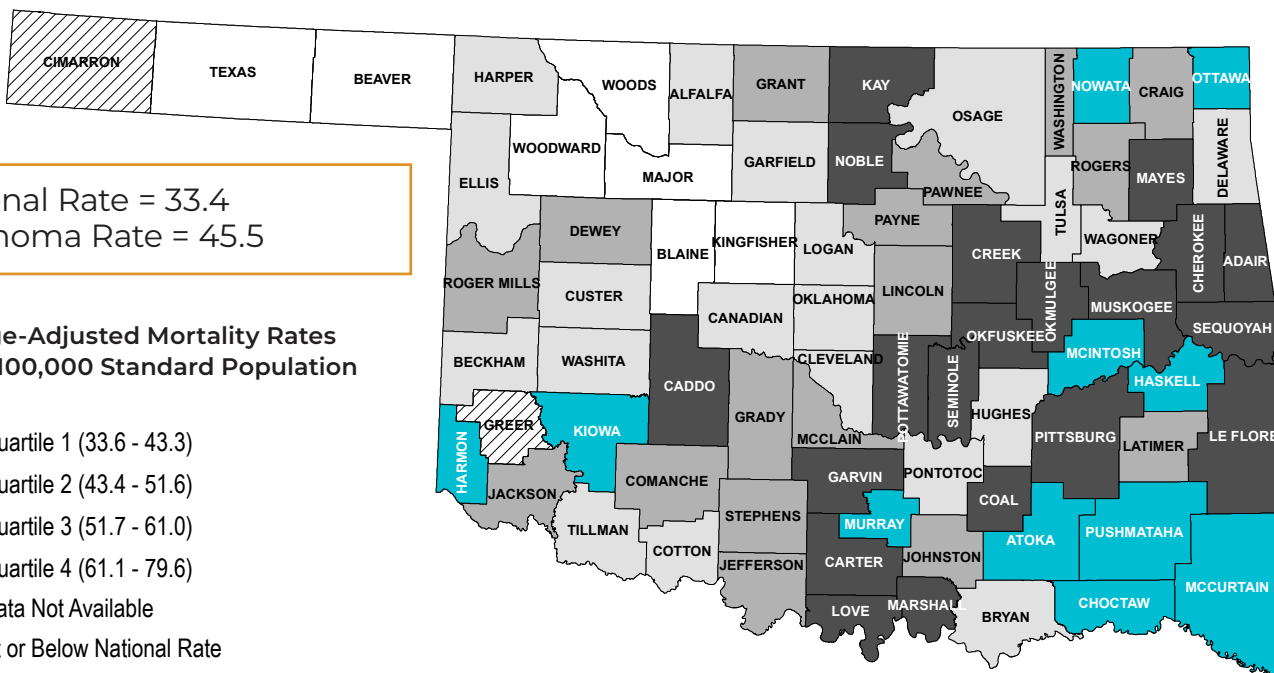 CIMARRON
TEXAS
BEAVER
HARPER
WOODS
ALFALFA
GRANT
KAY
OSAGE
WASHINGTON
NOWATA
CRAIG
OTTAWA
WOODWARD
MAJOR
GARFIELD
NOBLE
PAWNEE
ROGERS
MAYES
DELAWARE
ELLIS
onal Rate = 33.4
homa Rate = 45.5
DEWEY
BLAINE
KINGFISHER
LOGAN
PAYNE
CREEK
TULSA
WAGONER
CHEROKEE
ADAIR
ROGER MILLS
CUSTER
CANADIAN
OKLAHOMA
LINCOLN
OKFUSKEE
OKMULGEE
MUSKOGEE
SEQUOYAH
ge-Adjusted Mortality Rates
100,000 Standard Population
BECKHAM
WASHITA
CADDO
GRADY
CLEVELAND
POTTAWATOMIE
SEMINOLE
HUGHES
MCINTOSH
HASKELL
HARMON
GREER
KIOWA
MCCLAIN
PITTSBURG
LATIMER
LE FLORE
JACKSON
COMANCHE
GARVIN
PONTOTOC
COAL
TILLMAN
COTTON
STEPHENS
MURRAY
ATOKA
PUSHMATAHA
JEFFERSON
CARTER
JOHNSTON
MCCURTAIN
LOVE
MARSHALL
BRYAN
CHOCTAW
uartile 1 (33.6 - 43.3)
uartile 2 (43.4 - 51.6)
uartile 3 (51.7 - 61.0)
uartile 4 (61.1 - 79.6)
ata Not Available
t or Below National Rate